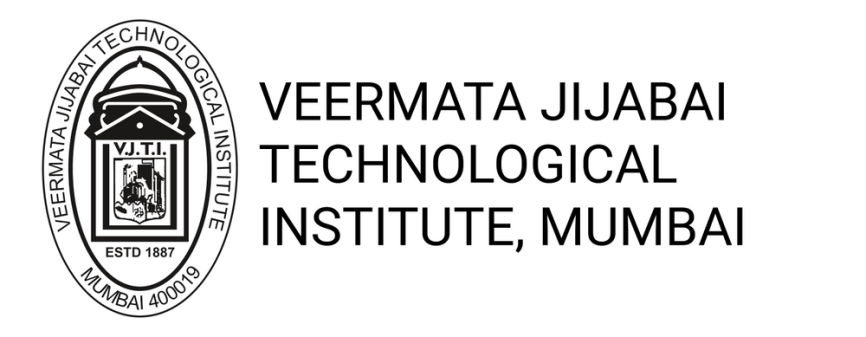 VEERMATA JIJABAI TECHNOLOGICAL INSTITUTE
V.J.T.I.
ESTD 1887
MUMBAI 400019
VEERMATA JIJABAI
TECHNOLOGICAL
INSTITUTE, MUMBAI